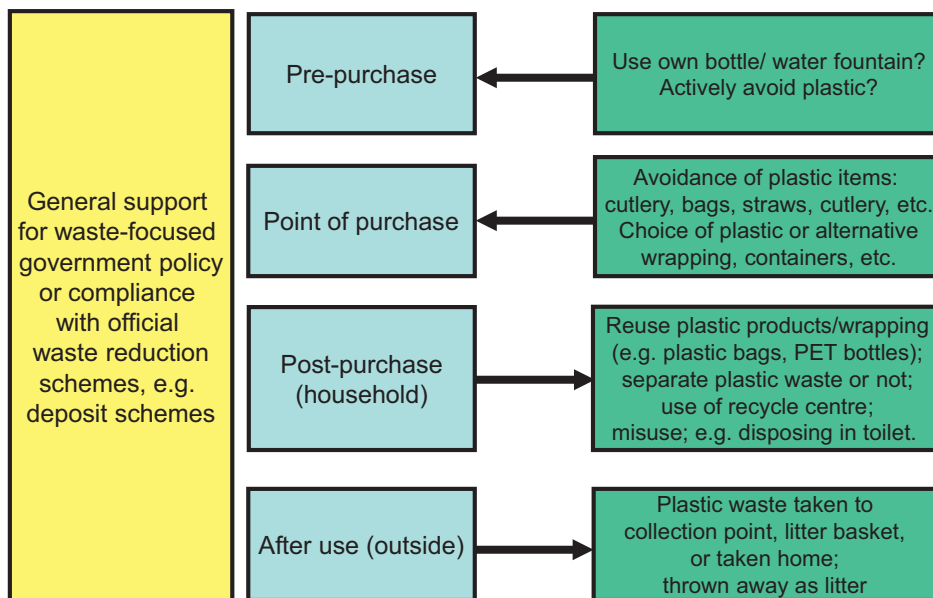 General support
for waste-focused
government policy
or compliance
with official
waste reduction
schemes, e.g.
deposit schemes
Pre-purchase
Use own bottle/ water fountain?
Actively avoid plastic?
Point of purchase
Avoidance of plastic items:
cutlery, bags, straws, cutlery, etc.
Choice of plastic or alternative
wrapping, containers, etc.
Post-purchase
(household)
Reuse plastic products/wrapping
(e.g. plastic bags, PET bottles);
separate plastic waste or not;
use of recycle centre;
misuse; e.g. disposing in toilet.
After use (outside)
Plastic waste taken to
collection point, litter basket,
or taken home;
thrown away as litter